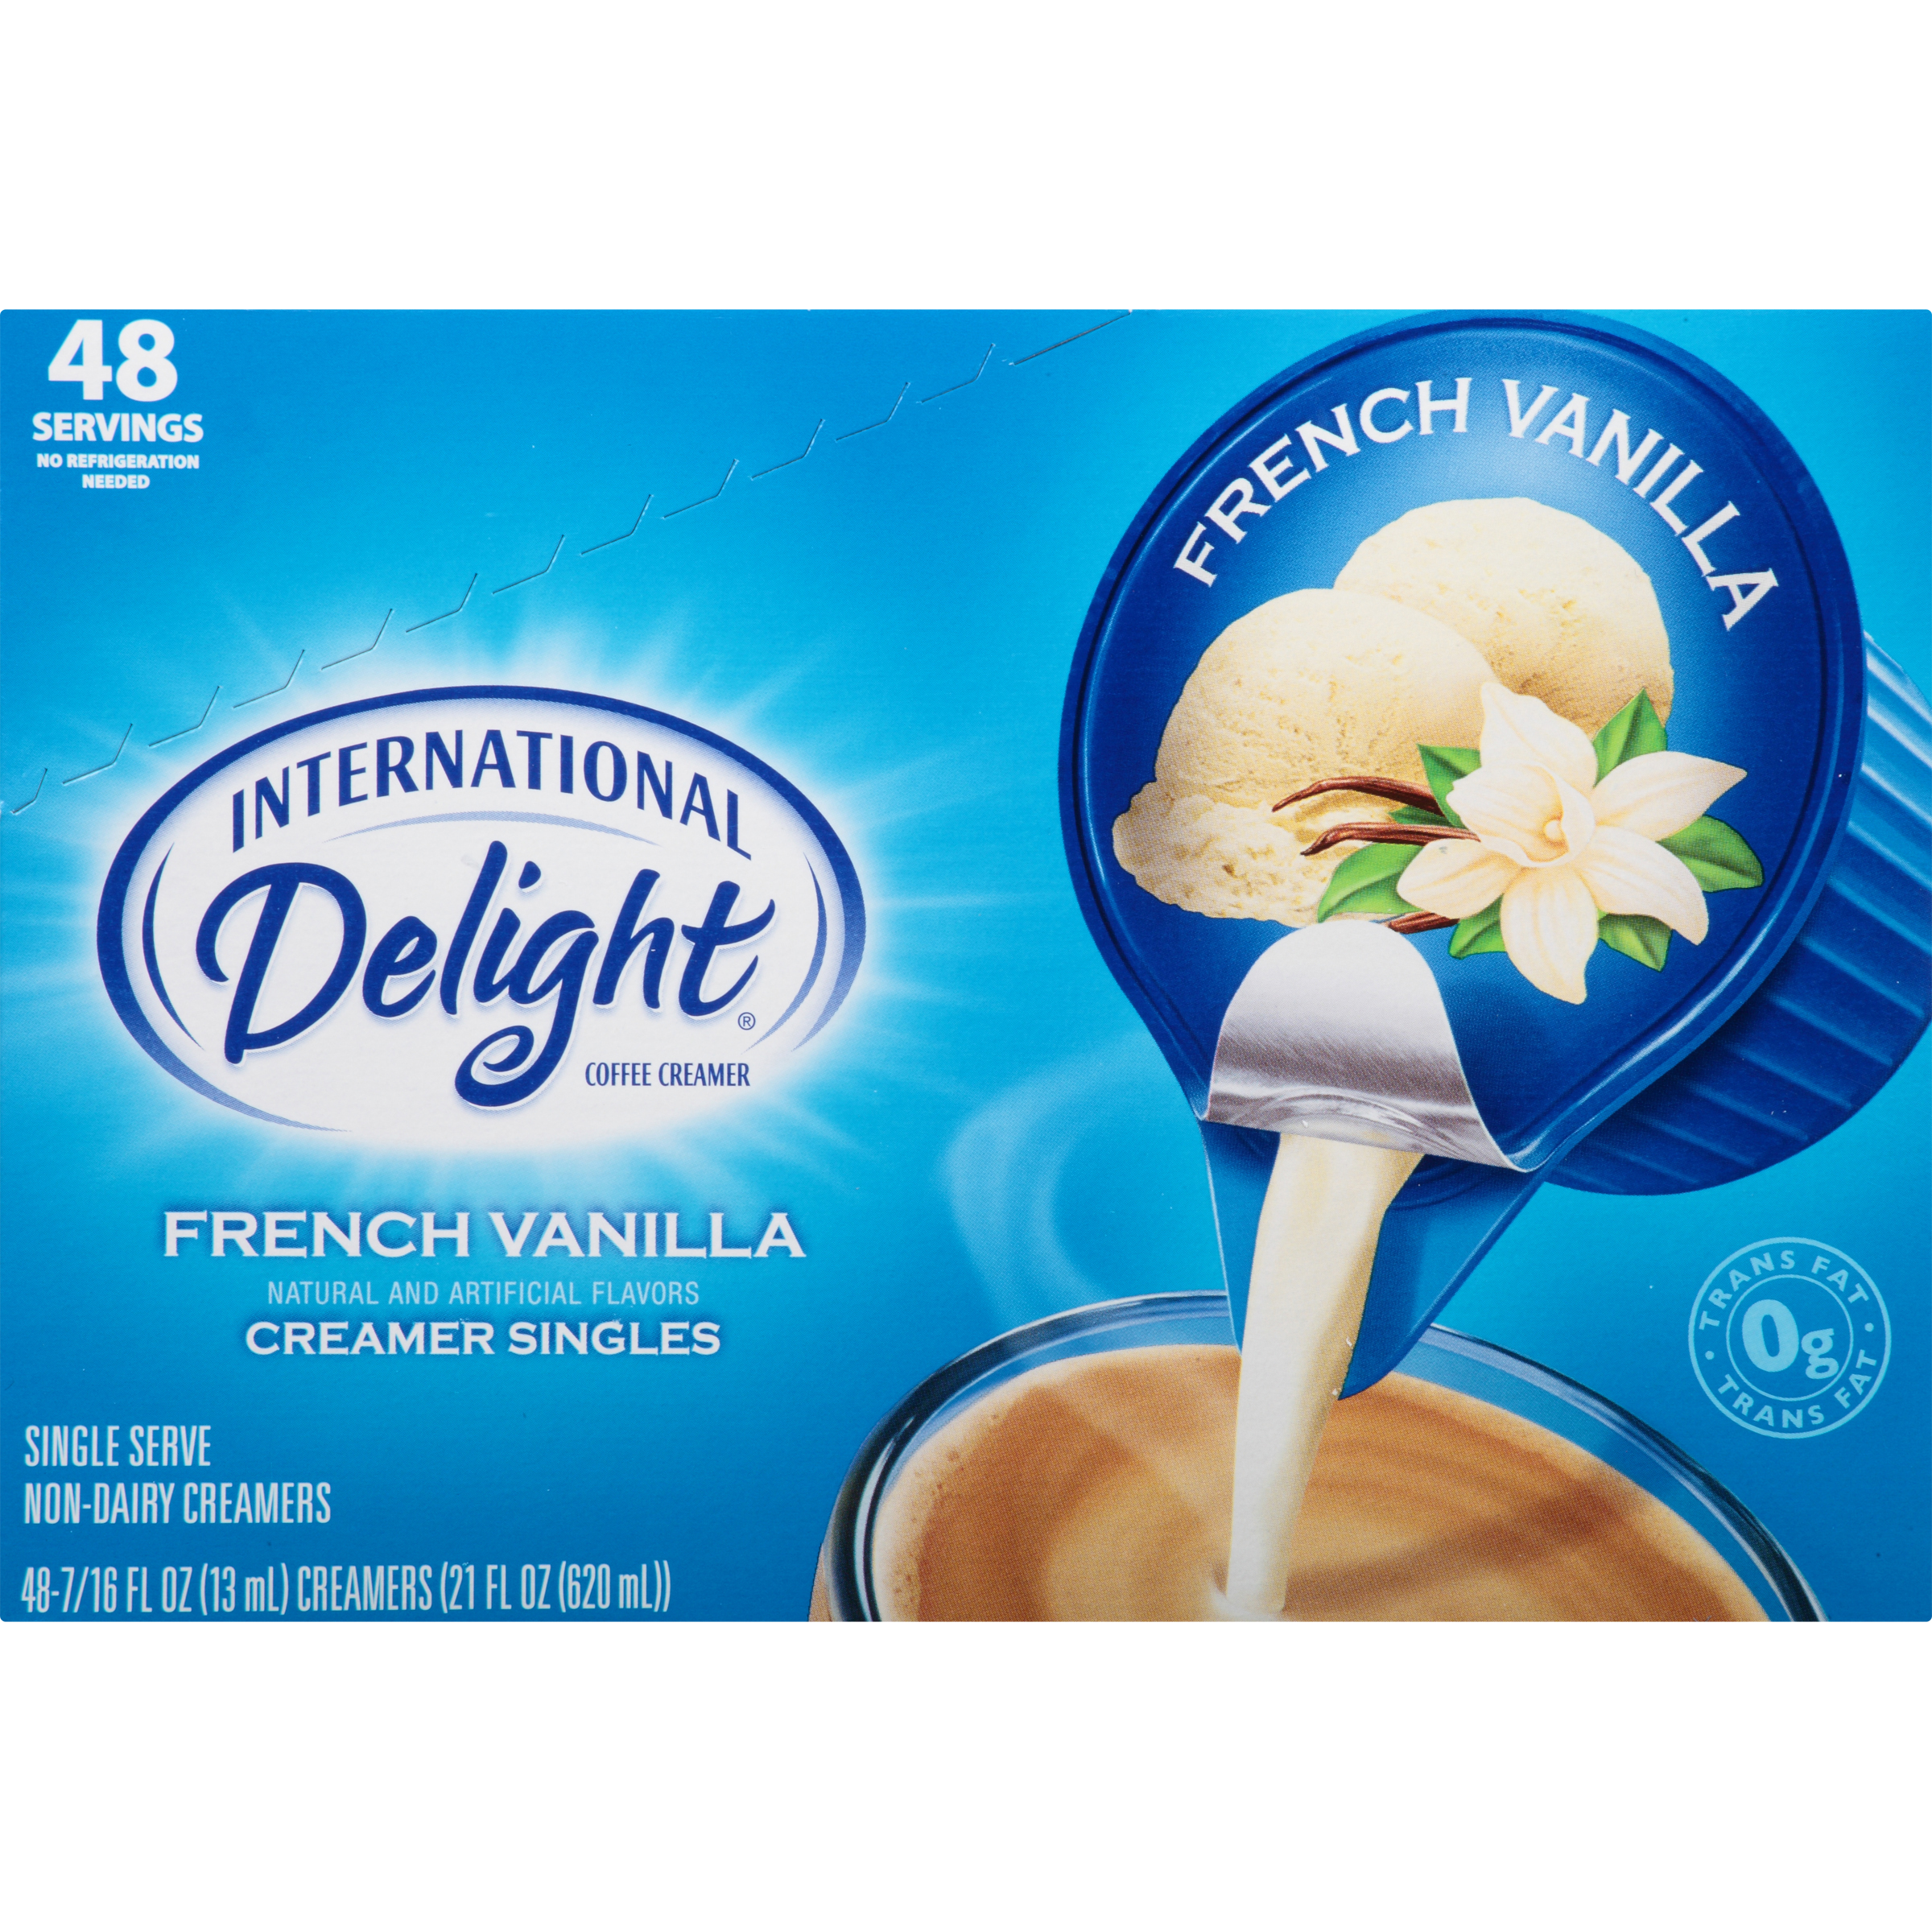 48
SERVINGS
NO REFRIGERATION
NEEDED
FRENCH VANILLA
INTERNATIONAL
Delight®
COFFEE CREAMER
FRENCH VANILLA
NATURAL AND ARTIFICIAL FLAVORS
CREAMER SINGLES
TRANS FAT
0g
TRANS FAT
SINGLE SERVE
NON-DAIRY CREAMERS
48-7/16 FL OZ (13 mL) CREAMERS (21 FL OZ (620 mL))